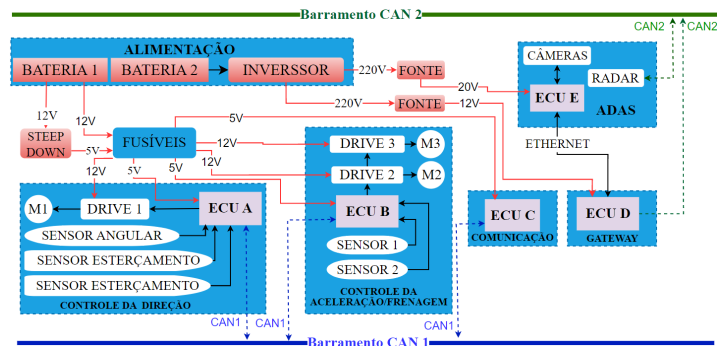 Barramento CAN 2
CAN2
CAN2
ALIMENTAÇÃO
BATERIA 1
BATERIA 2
INVERSSOR
220V
FONTE
20V
220V
FONTE
12V
CÂMERAS
RADAR
ECU E
ADAS
ETHERNET
12V
12V
STEEP
DOWN
5V
FUSÍVEIS
5V
12V
12V
12V
5V
5V
DRIVE 3
M3
DRIVE 2
M2
ECU B
SENSOR 1
SENSOR 2
CONTROLE DA
ACELERAÇÃO/FRENAGEM
M1
DRIVE 1
ECU A
SENSOR ANGULAR
SENSOR ESTERÇAMENTO
SENSOR ESTERÇAMENTO
CONTROLE DA DIREÇÃO
ECU C
COMUNICAÇÃO
ECU D
GATEWAY
CAN1
CAN1
CAN1
Barramento CAN 1